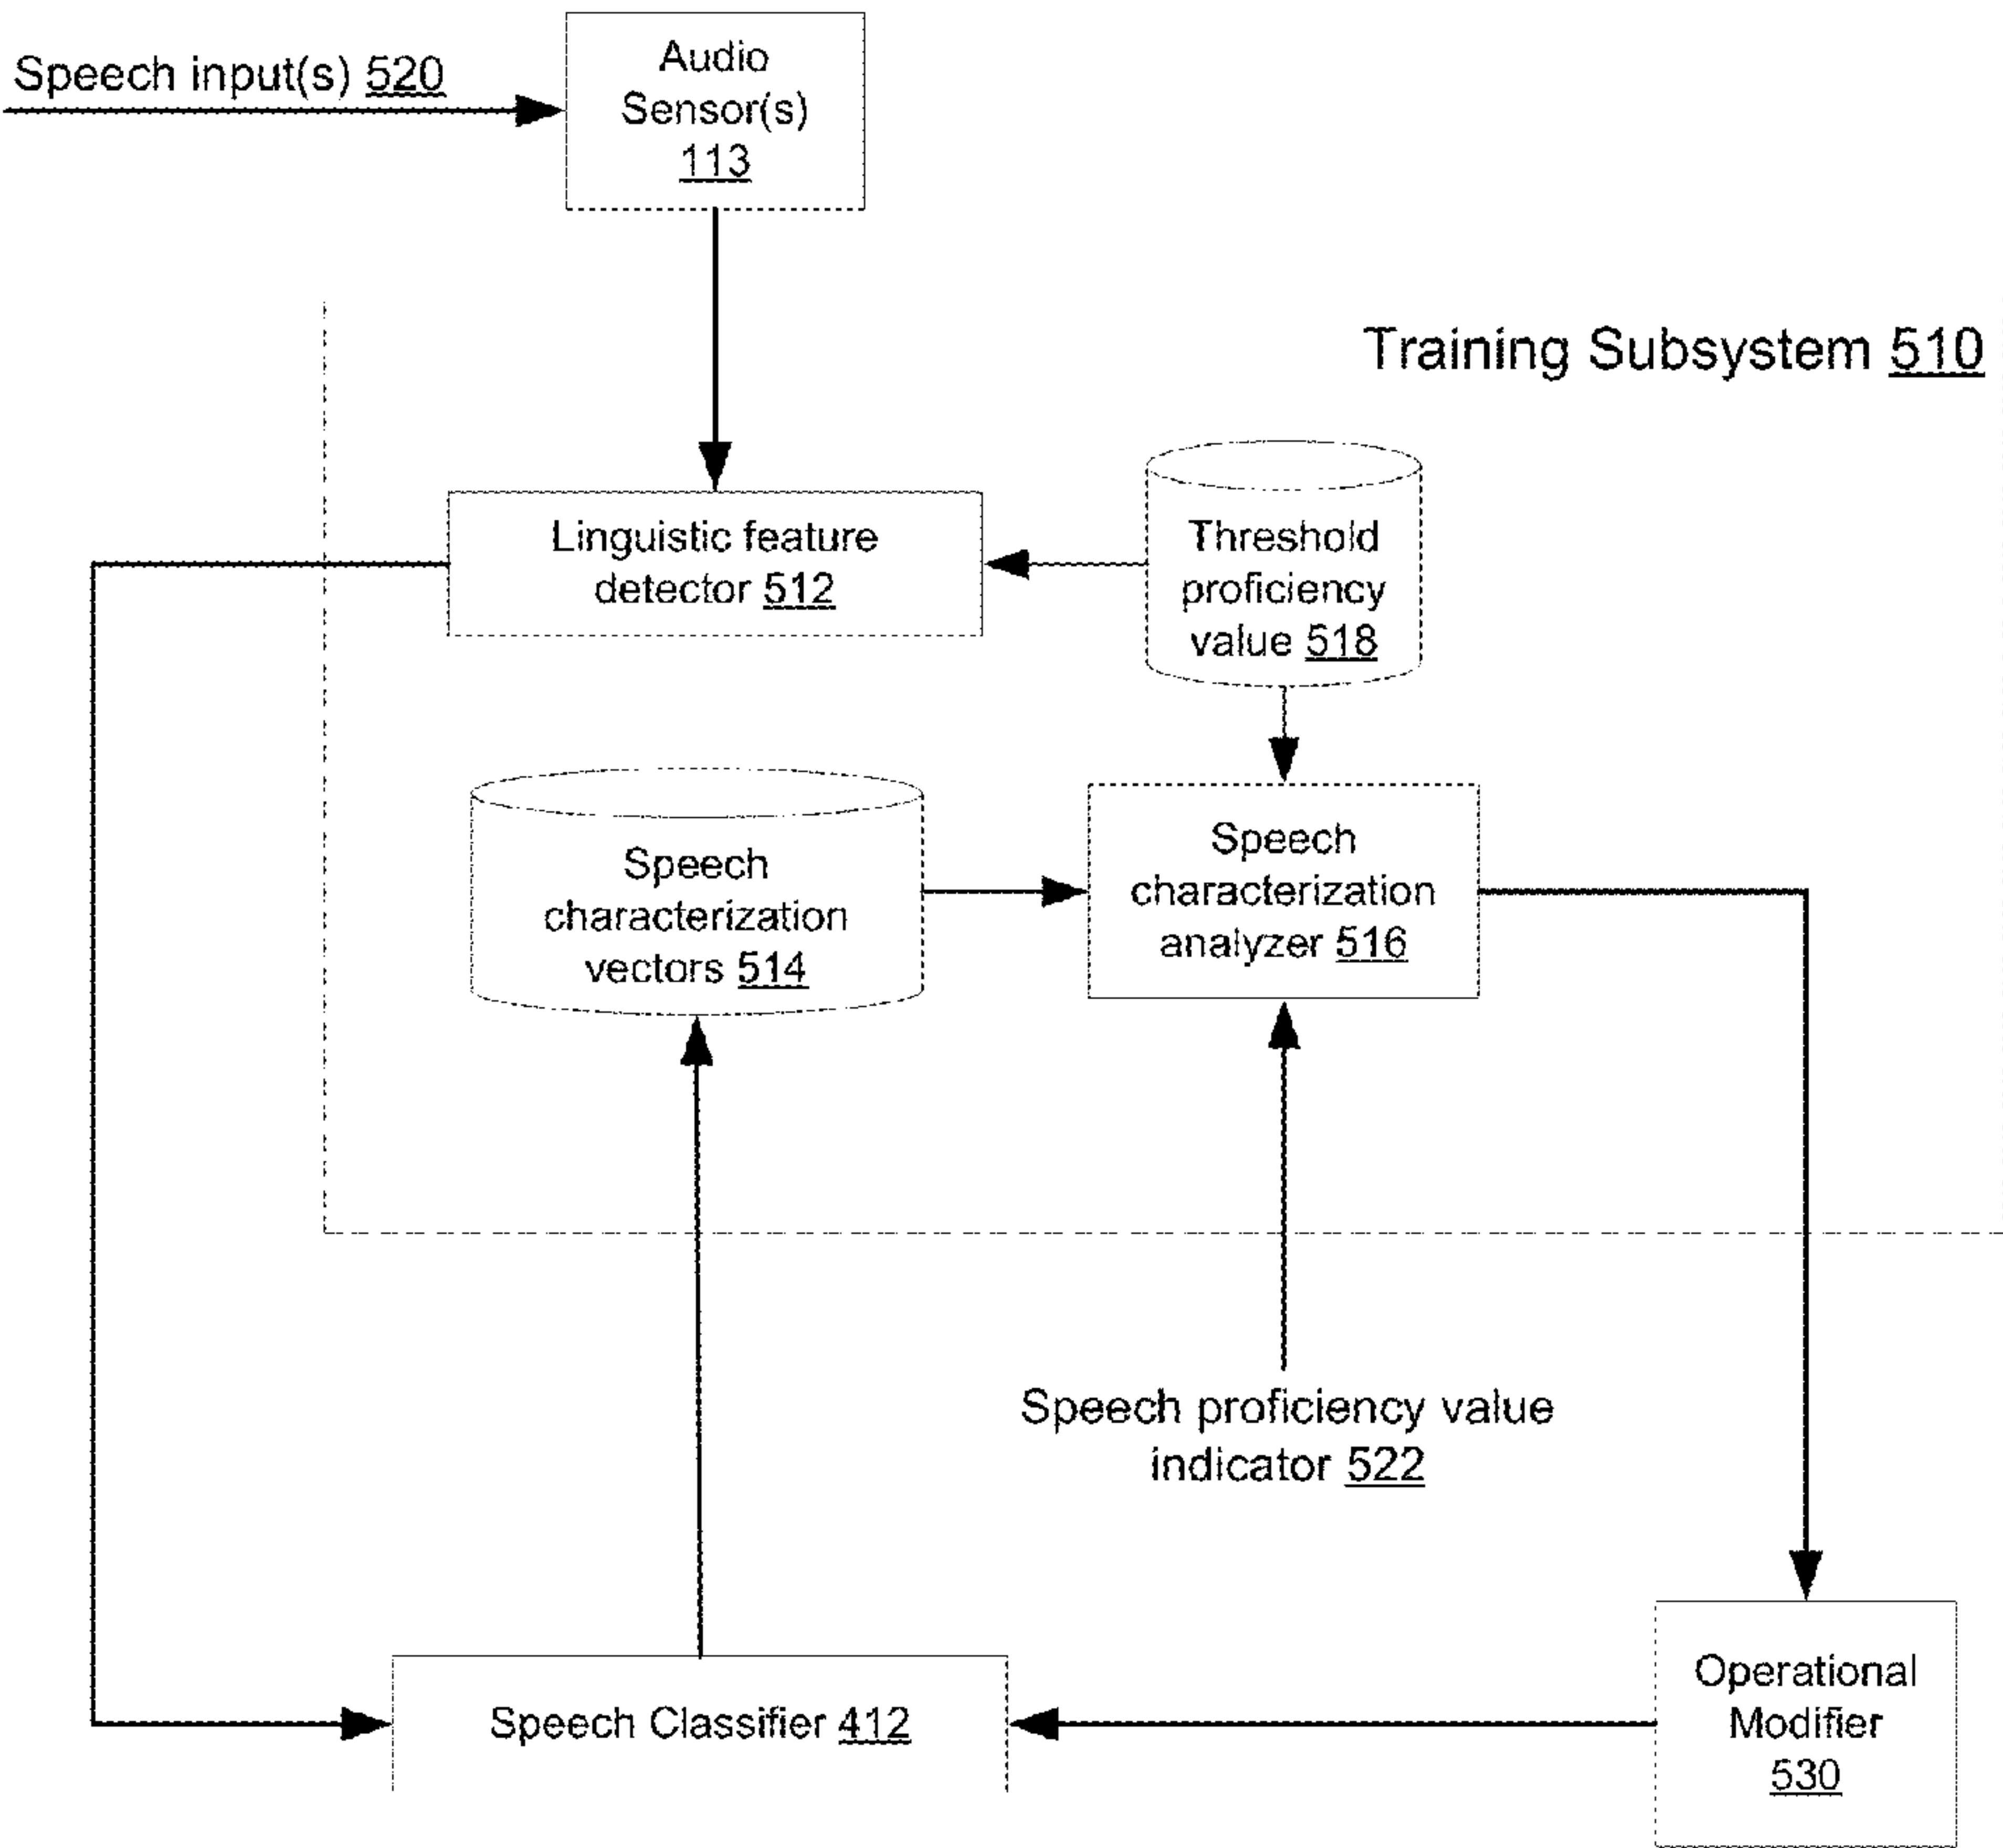 Speech input(s) 520
Audio
Sensor(s)
113
Training Subsystem 510
Linguistic feature
detector 512
Threshold
proficiency
value 518
Speech
characterization
vectors 514
Speech
characterization
analyzer 516
Speech proficiency value
indicator 522
Speech Classifier 412
Operational
Modifier
530